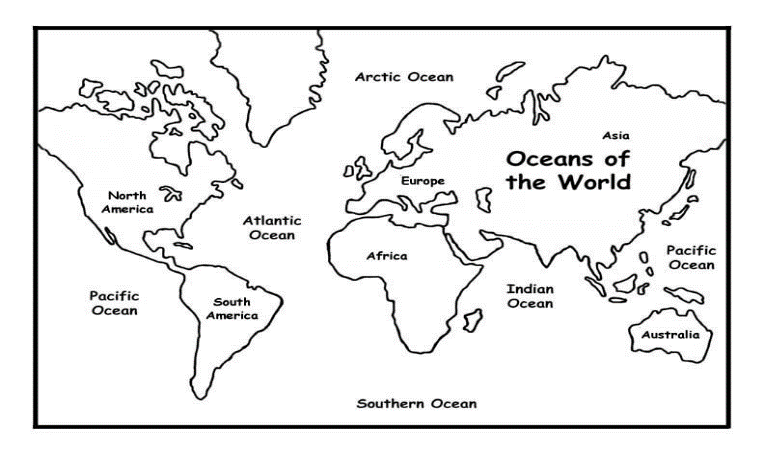 Arctic Ocean
Asia
Oceans of
the World
Europe
North
America
Atlantic
Ocean
Africa
Pacific
Ocean
Indian
Ocean
Pacific
Ocean
South
America
Australia
Southern Ocean